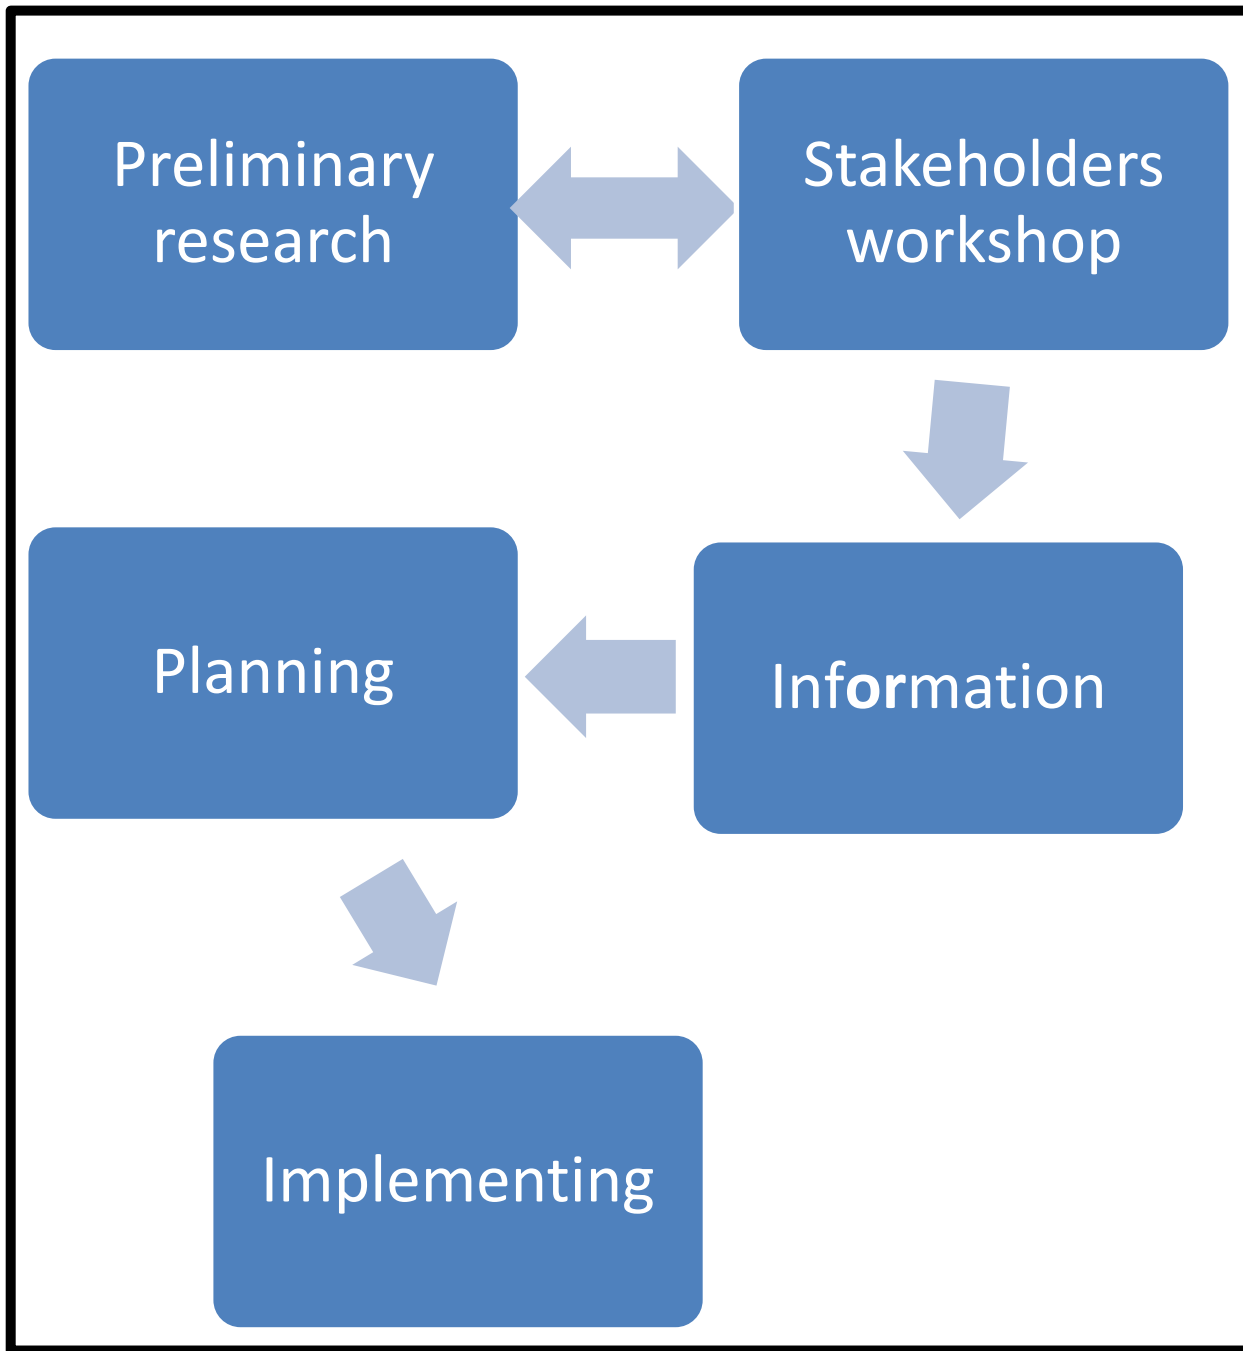 Preliminary
research
Stakeholders
workshop
Information
Planning
Implementing